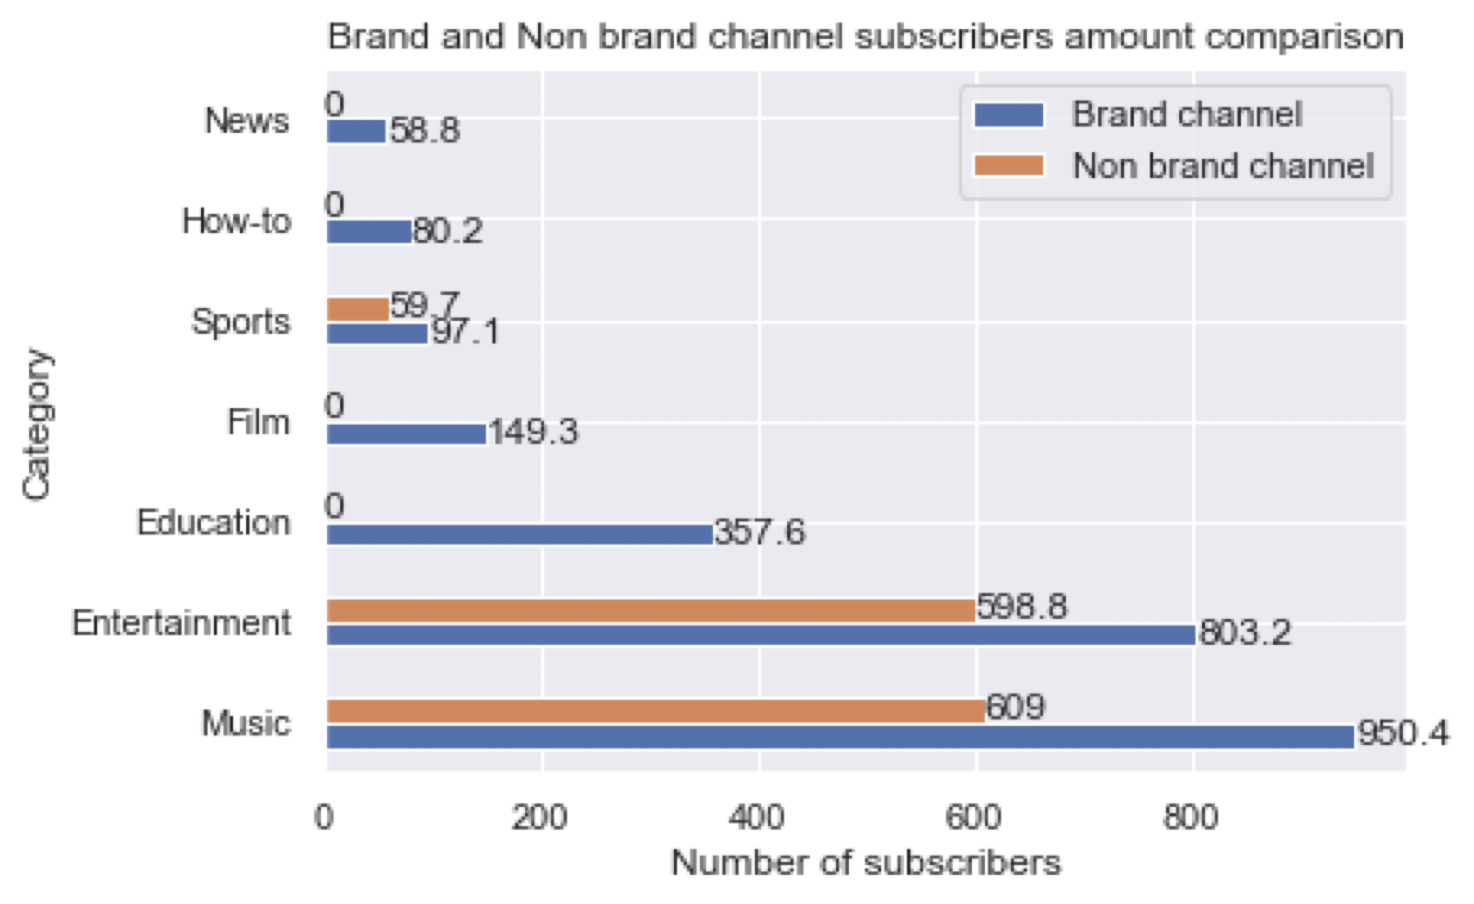 Brand and Non brand channel subscribers amount comparison
Brand channel
Non brand channel
Category
News
0
58.8
How-to
0
80.2
Sports
59.7
97.1
Film
0
149.3
Education
0
357.6
Entertainment
598.8
803.2
Music
609
950.4
0 200 400 600 800
Number of subscribers